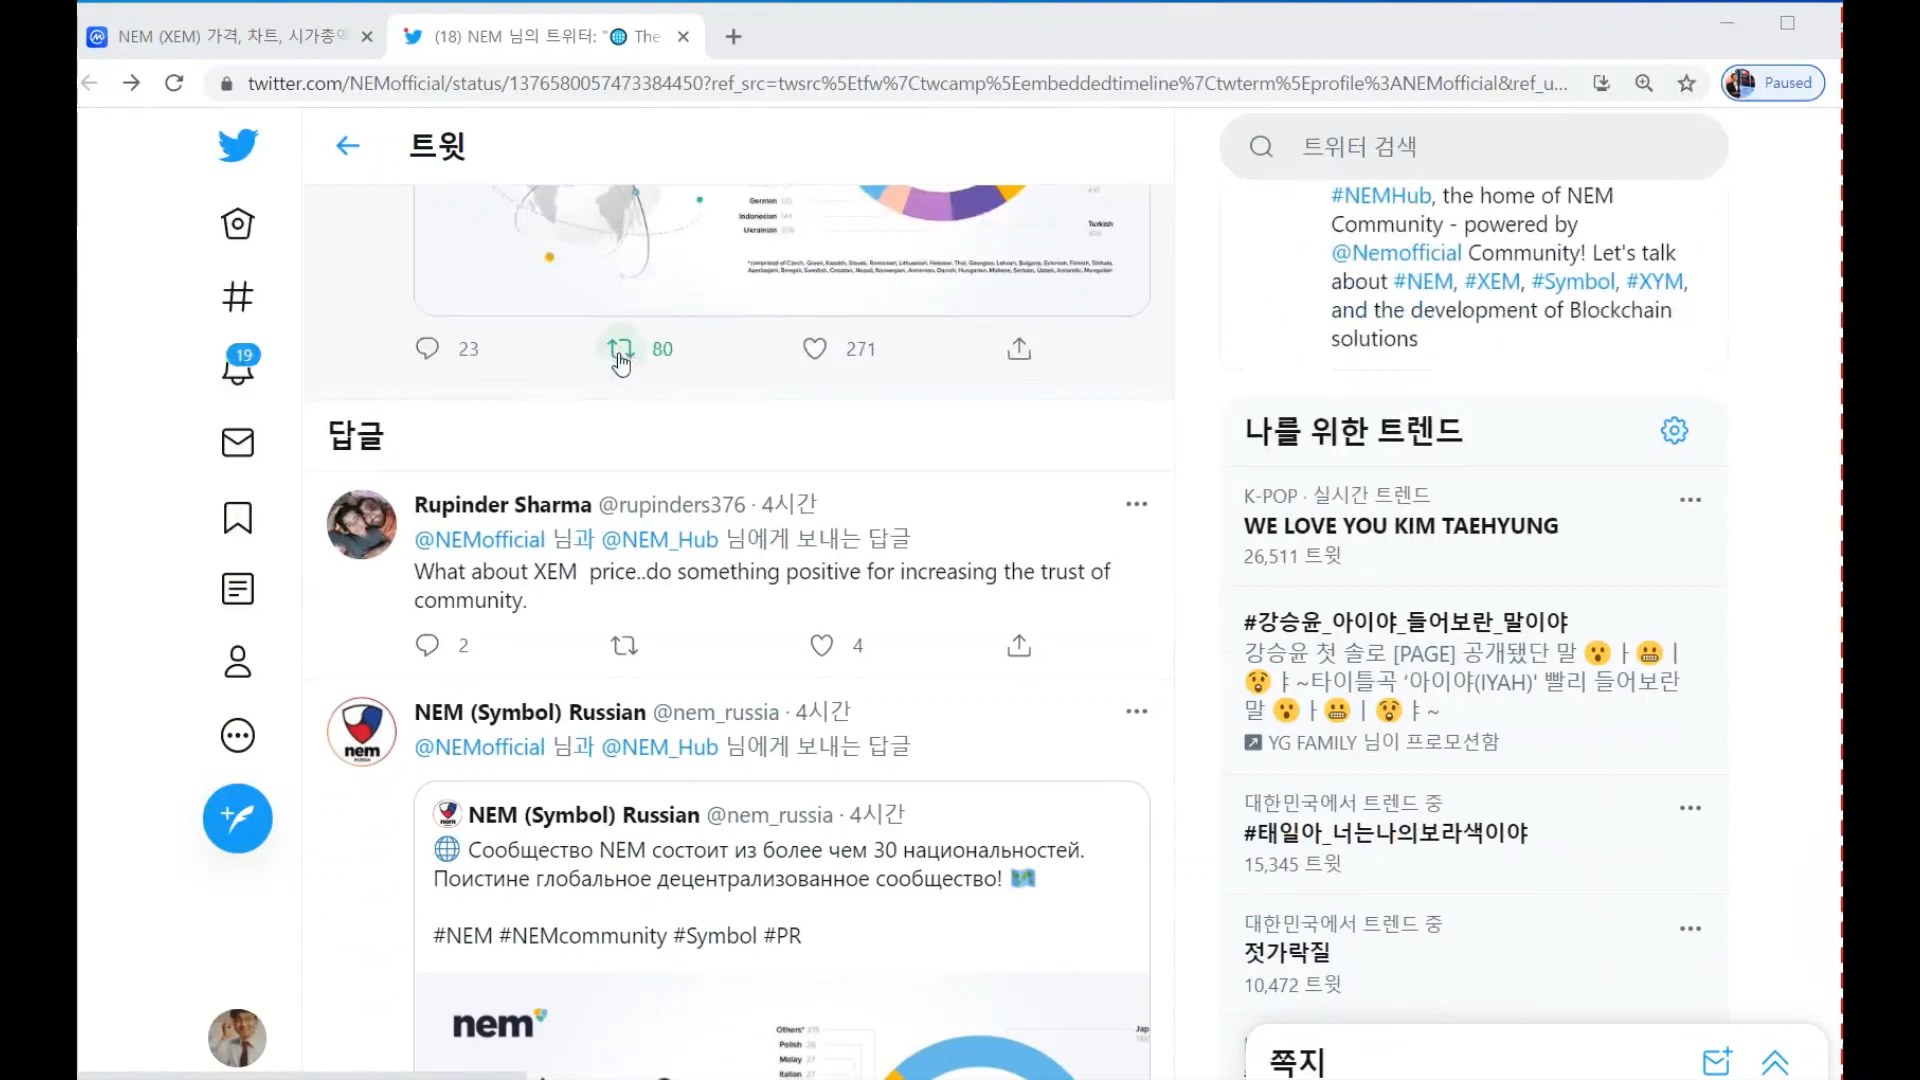 NEM (XEM) 가격, 차트, 시가총액
(18) NEM 님의 트위터: "🌐 The
twitter.com/NEMofficial/status/1376580057473384450?ref_src=twsrc%5Etfw%7Ctwcamp%5Eembeddedtimeline%7Ctwterm%5Eprofile%3ANEMofficial&ref_u...
Paused
트윗
트위터 검색
German
Indonesian
Ukrainian
Turkish
#NEMHub, the home of NEM
Community - powered by
@Nemofficial Community! Let's talk
about #NEM, #XEM, #Symbol, #XYM,
and the development of Blockchain
solutions
23
80
271
19
답글
Rupinder Sharma @rupinders376 · 4시간
@NEMofficial 님과 @NEM_Hub 님에게 보내는 답글
What about XEM price..do something positive for increasing the trust of
community.
2
4
NEM (Symbol) Russian @nem_russia · 4시간
@NEMofficial 님과 @NEM_Hub 님에게 보내는 답글
nem
NEM (Symbol) Russian @nem_russia · 4시간
🌐 Сообщество NEM состоит из более чем 30 национальностей.
Поистине глобальное децентрализованное сообщество! 🗺️
#NEM #NEMcommunity #Symbol #PR
nem
Others*
Polish
Malay 27
Italian
Jap
나를 위한 트렌드
K-POP · 실시간 트렌드
WE LOVE YOU KIM TAEHYUNG
26,511 트윗
#강승윤_아이야_들어보란_말이야
강승윤 첫 솔로 [PAGE] 공개됐단 말 😮ㅏ😬ㅣ
😲ㅑ~타이틀곡 ‘아이야(IYAH)' 빨리 들어보란
말 😮ㅏ😬ㅣ😲ㅑ~
YG FAMILY 님이 프로모션함
대한민국에서 트렌드 중
#태일아_너는나의보라색이야
15,345 트윗
대한민국에서 트렌드 중
젓가락질
10,472 트윗
쪽지